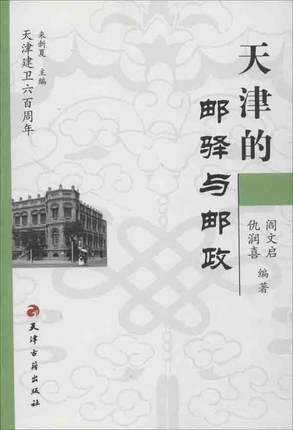 天津的
邮驿与邮政
阎文启
仇润喜
编著
来新夏 主编
天津建卫六百周年
天津古籍出版社